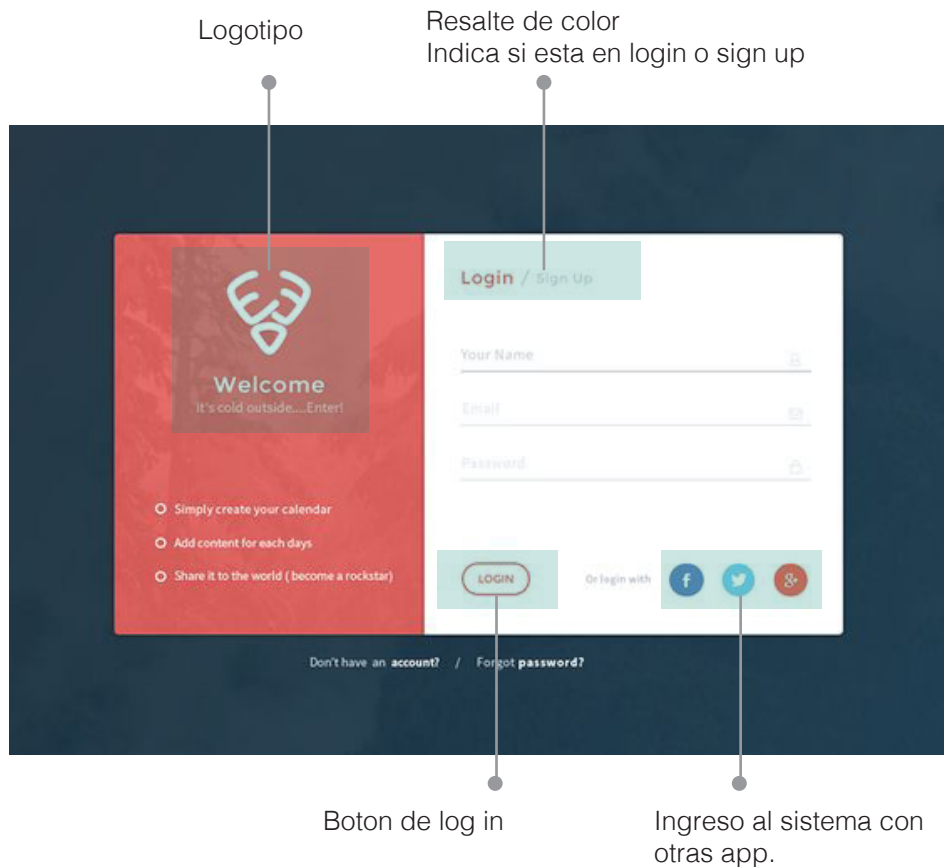 Logotipo
Resalte de color
Indica si esta en login o sign up
Login / Sign Up
Your Name
Email
Password
Welcome
it's cold outside....Enter!
Simply create your calendar
Add content for each days
Share it to the world ( become a rockstar)
LOGIN
Or login with
f
8+
Don't have an account? / Forgot password?
Boton de log in
Ingreso al sistema con
otras app.